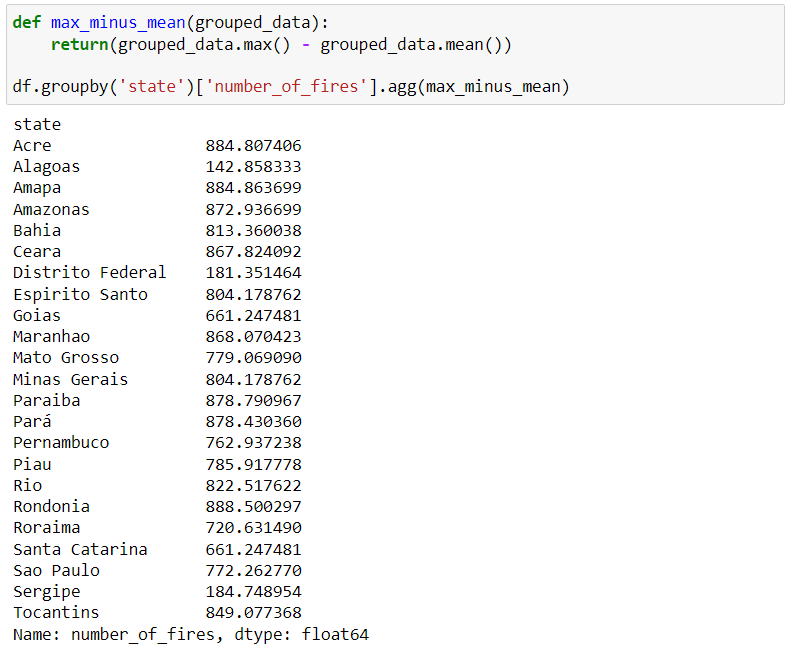 def max_minus_mean(grouped_data):
    return(grouped_data.max() - grouped_data.mean())
df.groupby('state')['number_of_fires'].agg(max_minus_mean)
state
Acre                884.807406
Alagoas             142.858333
Amapa               884.863699
Amazonas            872.936699
Bahia               813.360038
Ceara               867.824092
Distrito Federal    181.351464
Espirito Santo      804.178762
Goias               661.247481
Maranhao            868.070423
Mato Grosso         779.069090
Minas Gerais        804.178762
Paraiba             878.790967
Pará                878.430360
Pernambuco          762.937238
Piau                785.917778
Rio                 822.517622
Rondonia            888.500297
Roraima             720.631490
Santa Catarina      661.247481
Sao Paulo           772.262770
Sergipe             184.748954
Tocantins           849.077368
Name: number_of_fires, dtype: float64